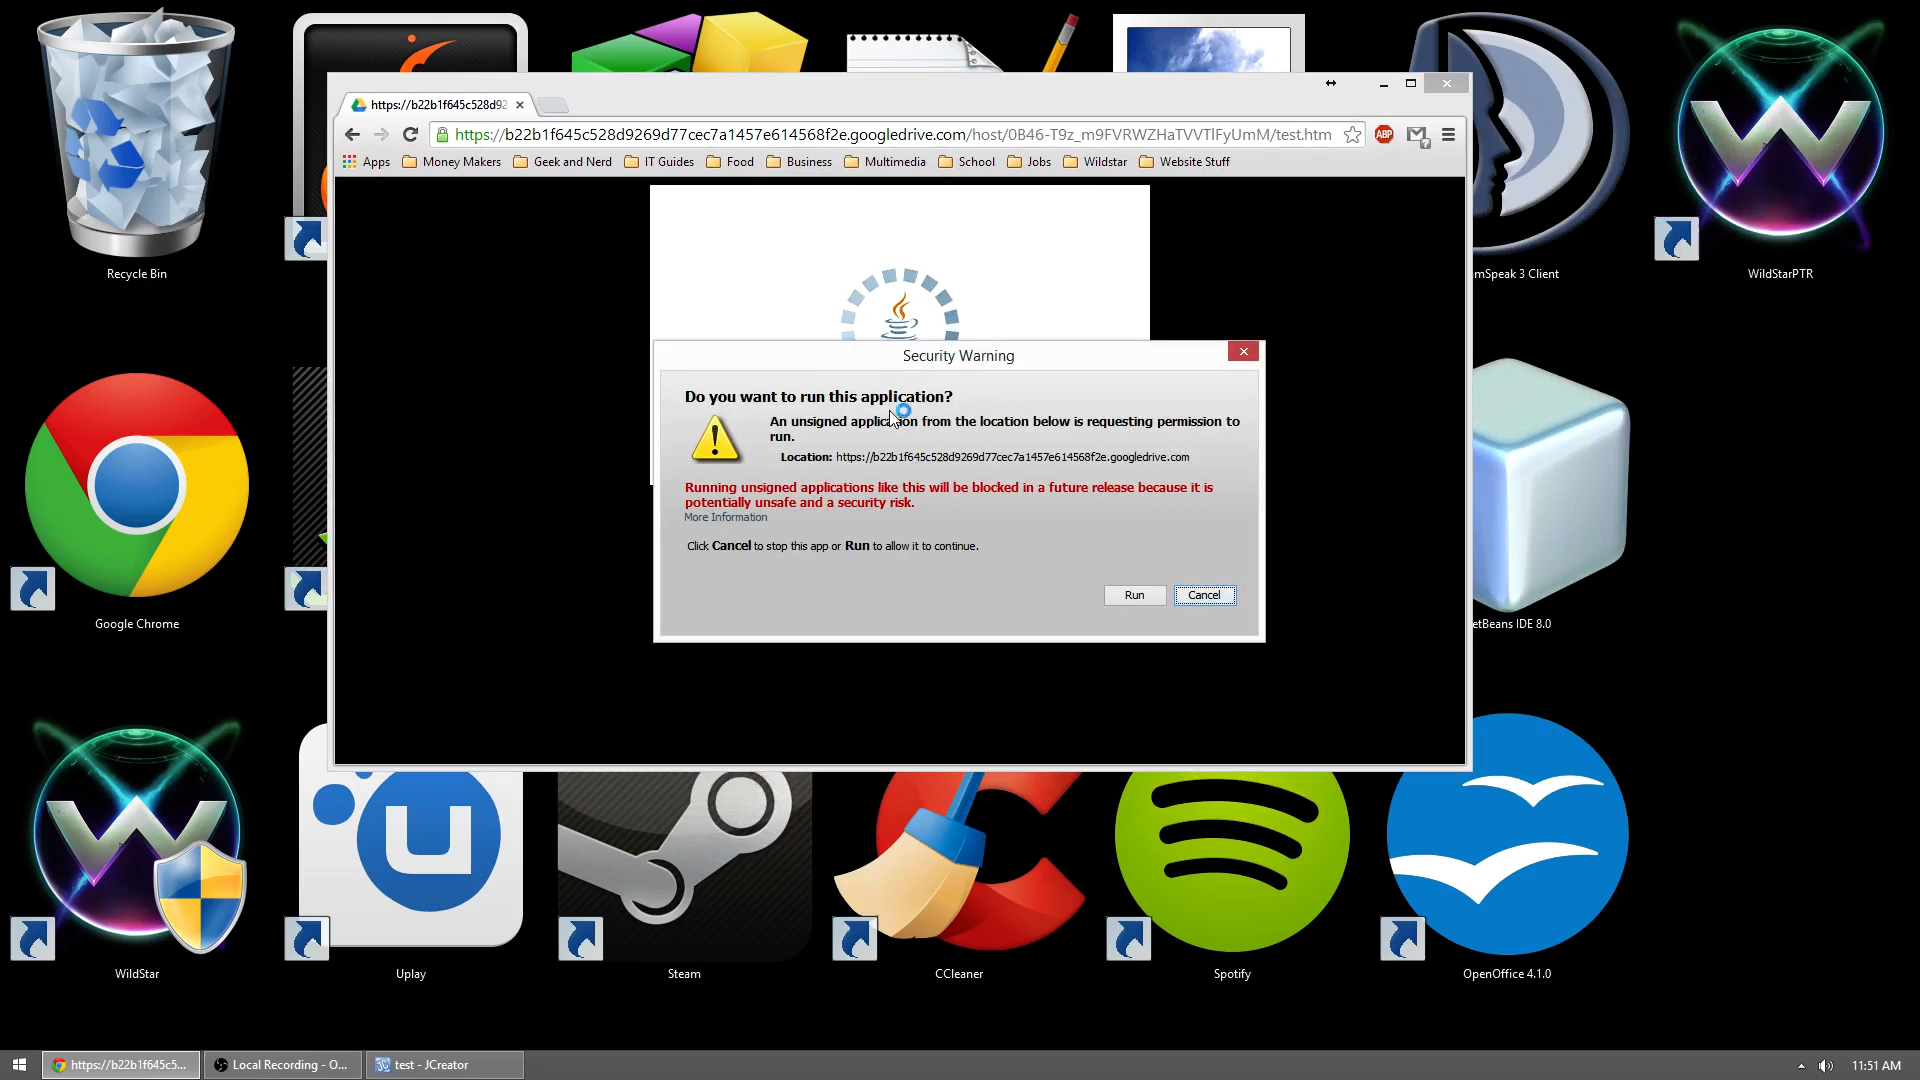 https://b22b1f645c528d92
https://b22b1f645c528d9269d77cec7a1457e614568f2e.googledrive.com/host/0B46-T9z_m9FVRWZHaTVVTlFyUmM/test.htm
ABP
Apps Money Makers Geek and Nerd IT Guides Food Business Multimedia School Jobs Wildstar Website Stuff
Security Warning
Do you want to run this application?
An unsigned application from the location below is requesting permission to
run.
Location: https://b22b1f645c528d9269d77cec7a1457e614568f2e.googledrive.com
Running unsigned applications like this will be blocked in a future release because it is
potentially unsafe and a security risk.
More Information
Click Cancel to stop this app or Run to allow it to continue.
Run Cancel
Recycle Bin
mSpeak 3 Client
WildStarPTR
Google Chrome
etBeans IDE 8.0
WildStar
Uplay
Steam
CCleaner
Spotify
OpenOffice 4.1.0
https://b22b1f645c5...
Local Recording - O...
test - JCreator
11:51 AM